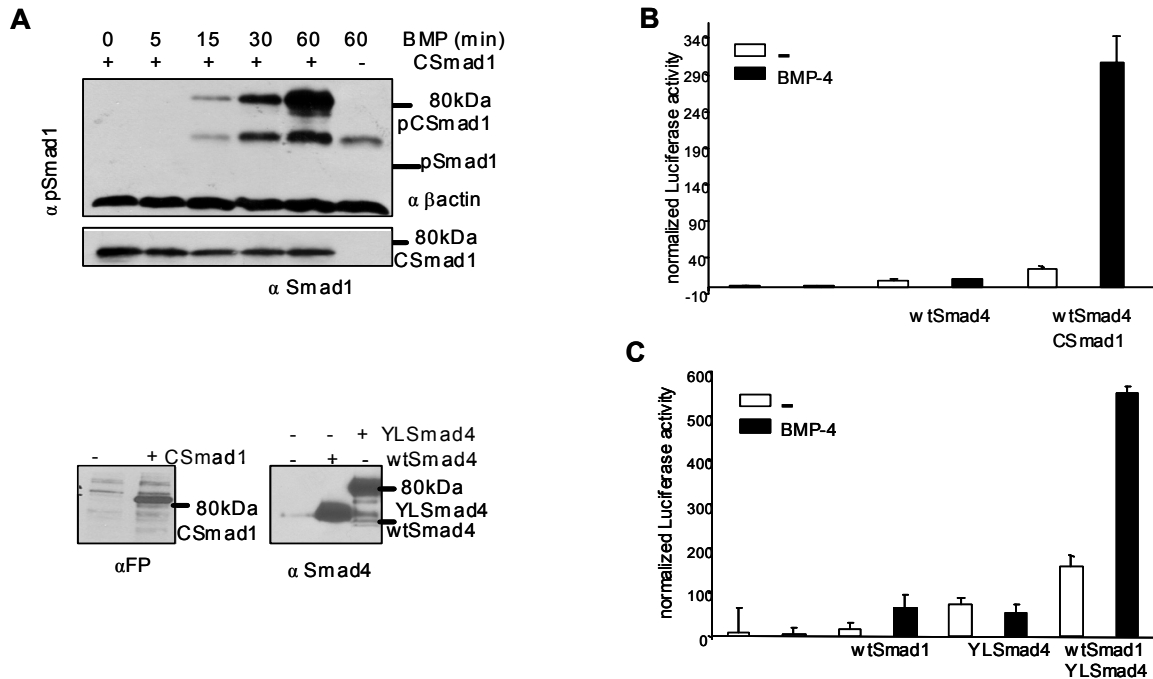 A
0 5 15 30 60 60 BMP (min)
+ + + + + - CSmad1
α pSmad1
80kDa
pCSmad1
pSmad1
α βactin
80kDa
CSmad1
α Smad1
- + CSmad1
80kDa
CSmad1
αFP
- - + YLSmad4
- + - wtSmad4
80kDa
YLSmad4
wtSmad4
α Smad4
B
normalized Luciferase activity
340
290
240
190
140
90
40
-10
–
BMP-4
wtSmad4
wtSmad4
CSmad1
C
normalized Luciferase activity
600
500
400
300
200
100
0
–
BMP-4
wtSmad1
YLSmad4
wtSmad1
YLSmad4